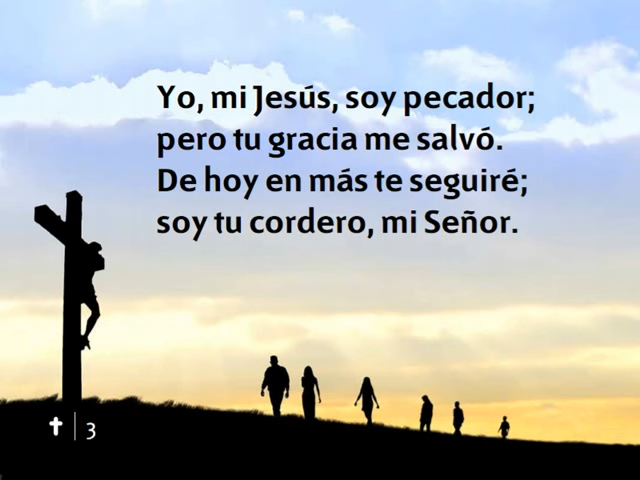 Yo, mi Jesús, soy pecador;
pero tu gracia me salvó.
De hoy en más te seguiré;
soy tu cordero, mi Señor.
3